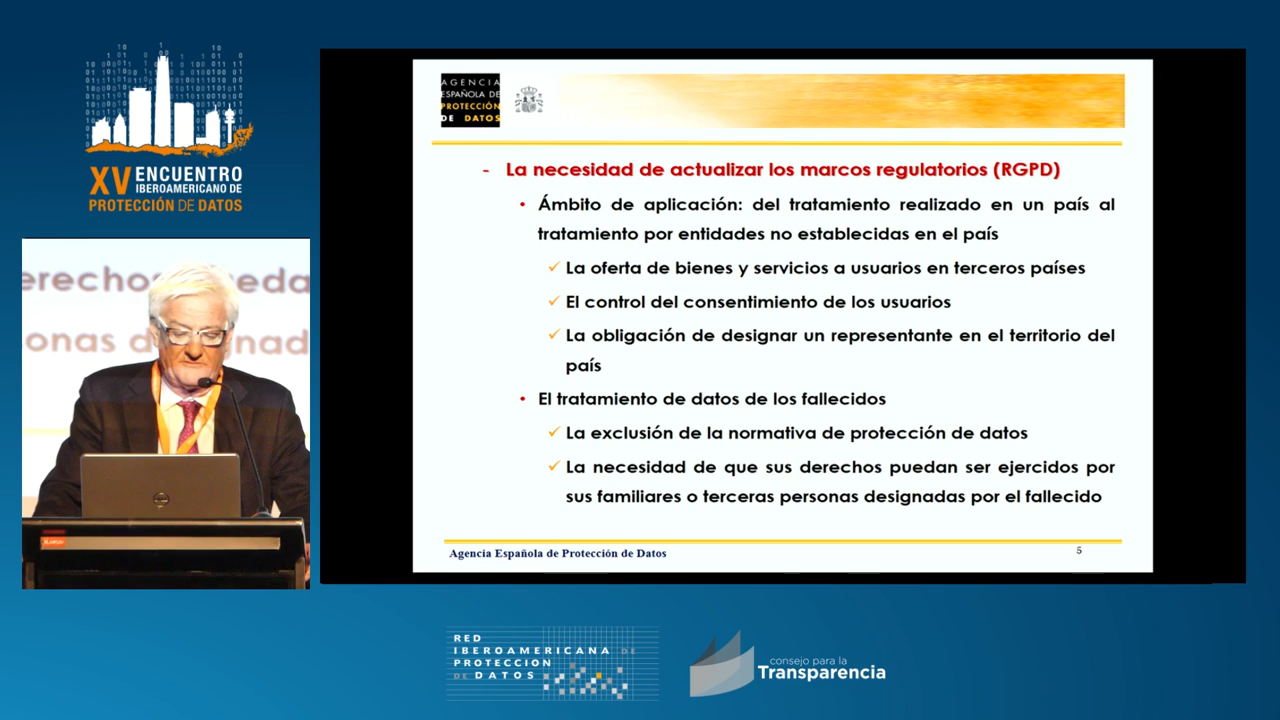 XV ENCUENTRO
IBEROAMERICANO DE
PROTECCIÓN DE DATOS
erechos
onas
AGENCIA
ESPAÑOLA DE
PROTECCIÓN
DE DATOS
- La necesidad de actualizar los marcos regulatorios (RGPD)
• Ámbito de aplicación: del tratamiento realizado en un país al
tratamiento por entidades no establecidas en el país
✓ La oferta de bienes y servicios a usuarios en terceros países
✓ El control del consentimiento de los usuarios
✓ La obligación de designar un representante en el territorio del
país
• El tratamiento de datos de los fallecidos
✓ La exclusión de la normativa de protección de datos
✓ La necesidad de que sus derechos puedan ser ejercidos por
sus familiares o terceras personas designadas por el fallecido
Agencia Española de Protección de Datos
5
RED
IBEROAMERICANA DE
PROTECCION
DE DATOS
consejo para la
Transparencia